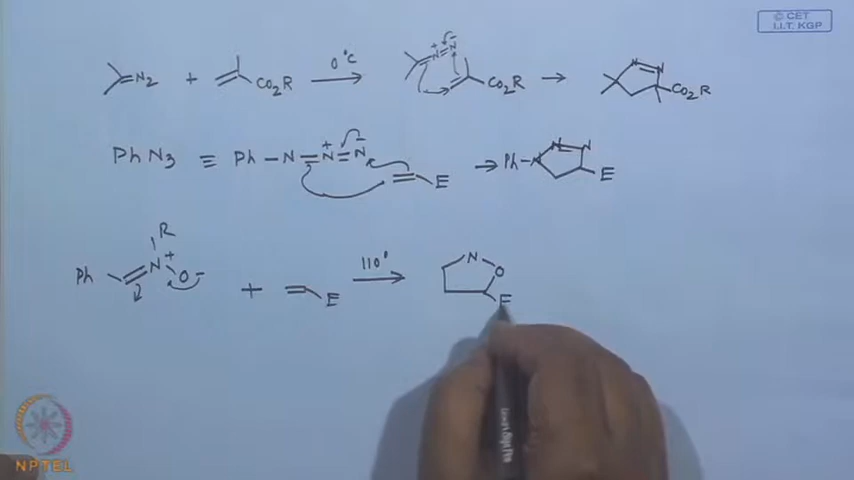 © CET
I.I.T. KGP
=N2 + CO2R 0°C → + − N=N CO2R → N=N CO2R
PhN3 ≡ Ph-N=N≡N + − E → Ph-N N=N E
Ph N R + O − + E 110° → N O E
NPTEL